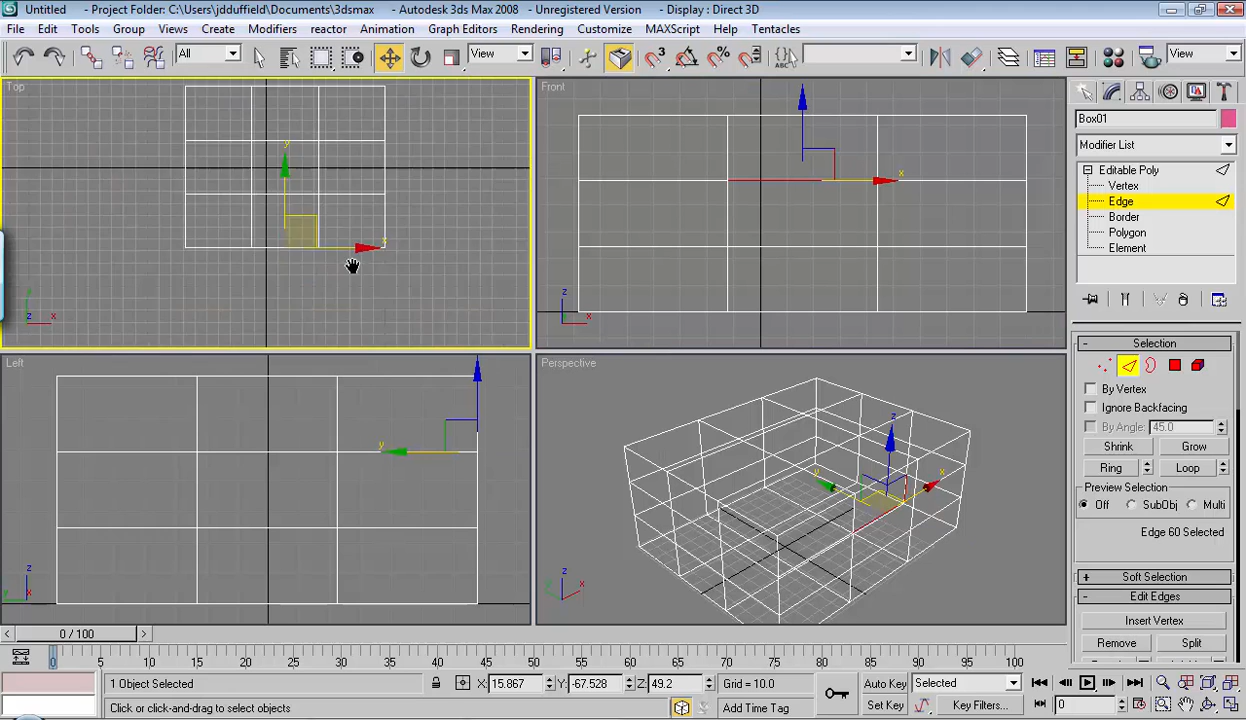 Untitled - Project Folder: C:\Users\jdduffield\Documents\3dsmax - Autodesk 3ds Max 2008 - Unregistered Version - Display : Direct 3D
File Edit Tools Group Views Create Modifiers reactor Animation Graph Editors Rendering Customize MAXScript Help Tentacles
All View View
Top
Front
Left
Perspective
x y z
Box01
Modifier List
Editable Poly
Vertex
Edge
Border
Polygon
Element
Selection
By Vertex
Ignore Backfacing
By Angle: 45.0
Shrink Grow
Ring Loop
Preview Selection
Off SubObj Multi
Edge 60 Selected
Soft Selection
Edit Edges
Insert Vertex
Remove Split
0 / 100
0 5 10 15 20 25 30 35 40 45 50 55 60 65 70 75 80 85 90 95 100
1 Object Selected X: 15.867 Y: -67.528 Z: 49.2 Grid = 10.0 Auto Key Selected
Click or click-and-drag to select objects Add Time Tag Set Key Key Filters... 0